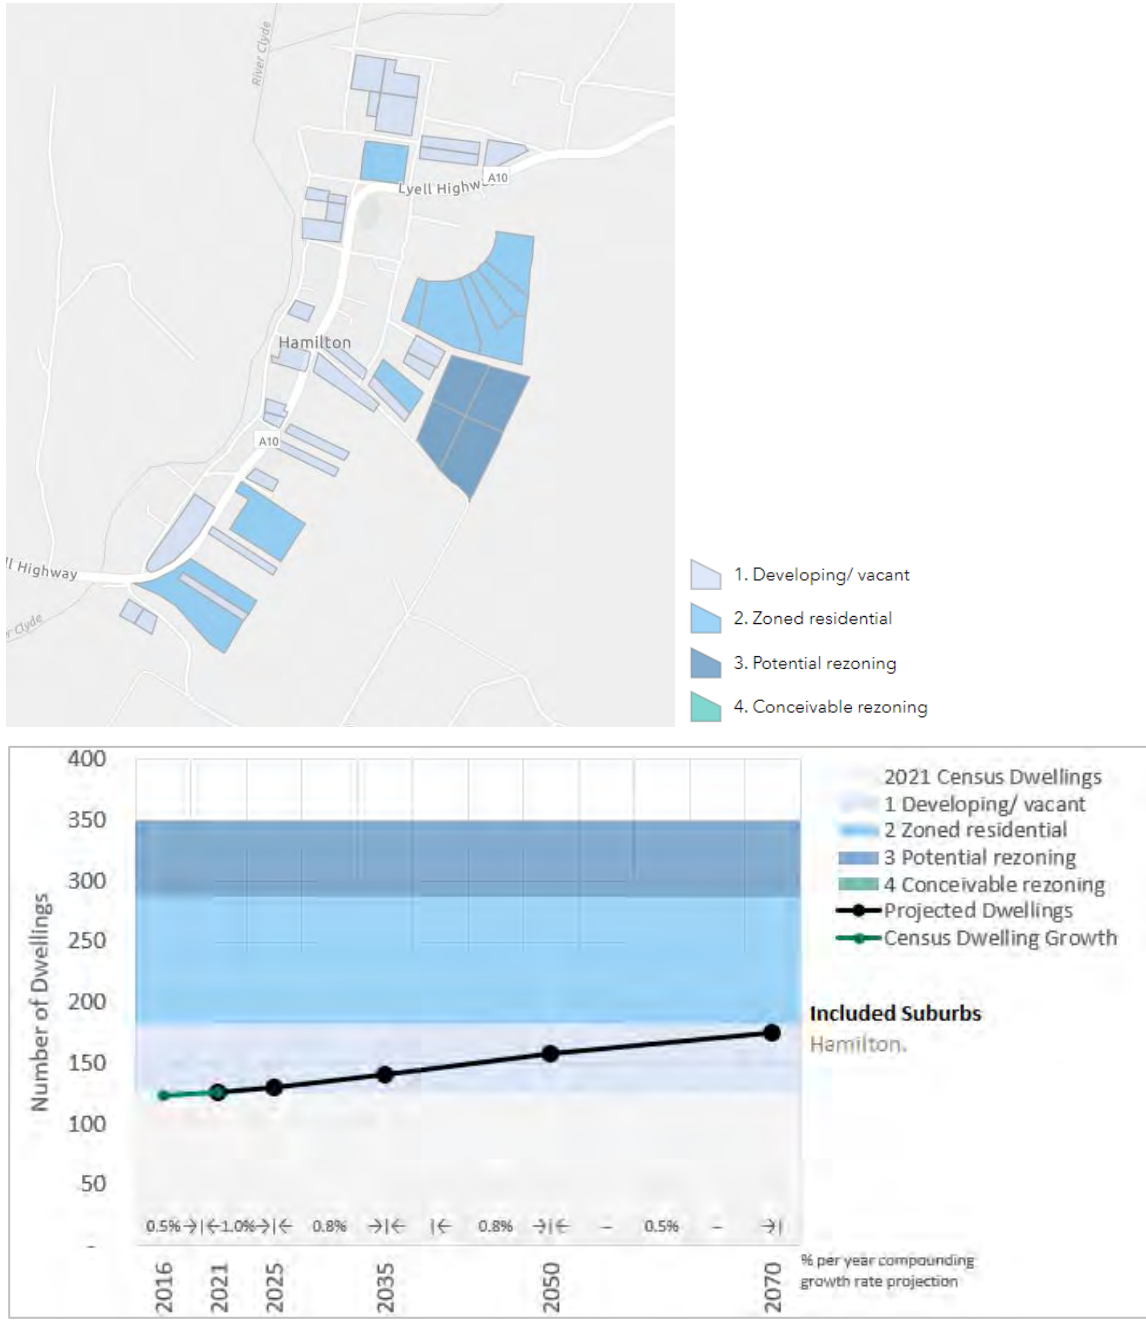 River Clyde
Lyell Highway
A10
Hamilton
A10
ll Highway
r Clyde
1. Developing/ vacant
2. Zoned residential
3. Potential rezoning
4. Conceivable rezoning
400
350
300
250
200
150
100
50
-
Number of Dwellings
0.5% 1.0% 0.8% 0.8% – 0.5% –
2016 2021 2025 2035 2050 2070
% per year compounding
growth rate projection
2021 Census Dwellings
1 Developing/ vacant
2 Zoned residential
3 Potential rezoning
4 Conceivable rezoning
Projected Dwellings
Census Dwelling Growth
Included Suburbs
Hamilton.